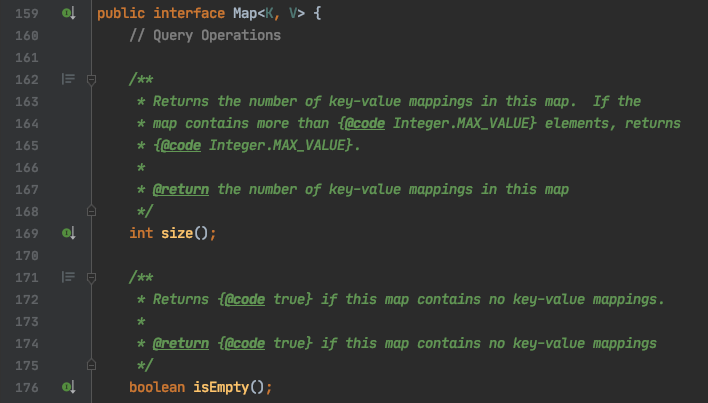 159 public interface Map<K, V> {
160 // Query Operations
161
162 /**
163 * Returns the number of key-value mappings in this map.  If the
164 * map contains more than {@code Integer.MAX_VALUE} elements, returns
165 * {@code Integer.MAX_VALUE}.
166 *
167 * @return the number of key-value mappings in this map
168 */
169 int size();
170
171 /**
172 * Returns {@code true} if this map contains no key-value mappings.
173 *
174 * @return {@code true} if this map contains no key-value mappings
175 */
176 boolean isEmpty();